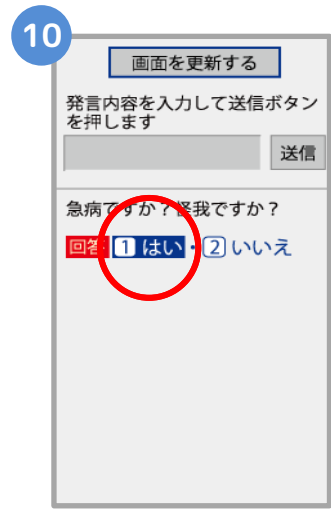 10
画面を更新する
発言内容を入力して送信ボタン
を押します
送信
急病ですか？怪我ですか？
回答 1 はい・2 いいえ